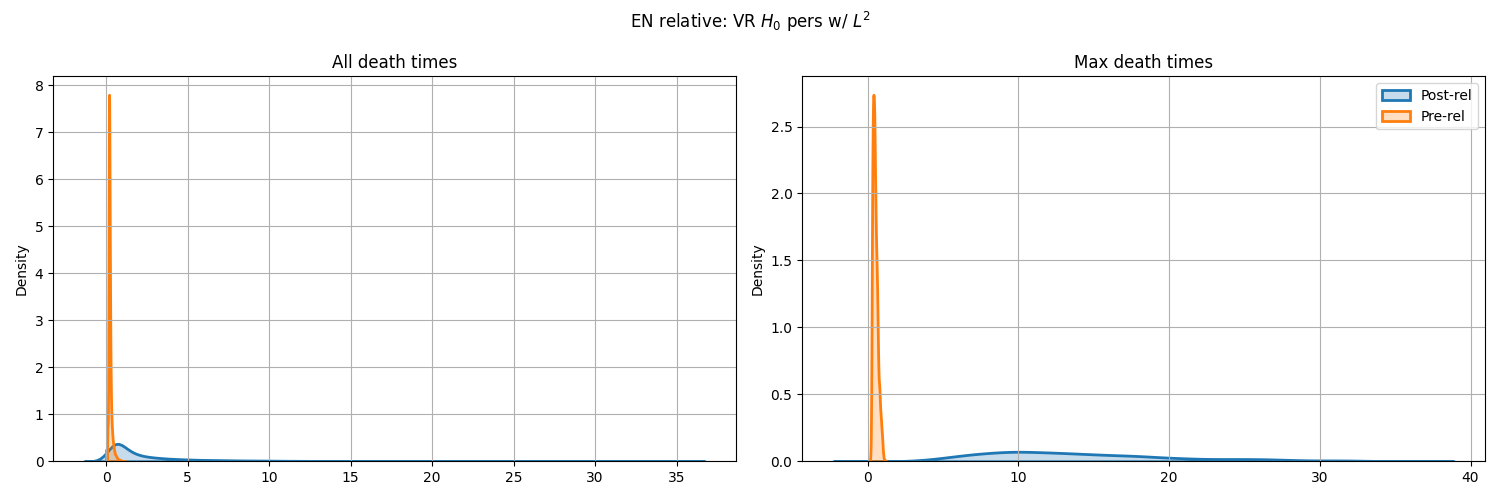 EN relative: VR $H_0$ pers w/ $L^2$
All death times
Density
8
7
6
5
4
3
2
1
0
0 5 10 15 20 25 30 35
Max death times
Post-rel
Pre-rel
Density
2.5
2.0
1.5
1.0
0.5
0.0
0 10 20 30 40